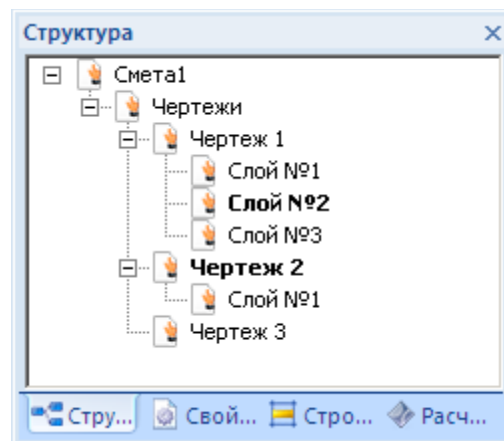 Структура
Смета1
Чертежи
Чертеж 1
Слой №1
Слой №2
Слой №3
Чертеж 2
Слой №1
Чертеж 3
Стру... Свой... Стро... Расч...